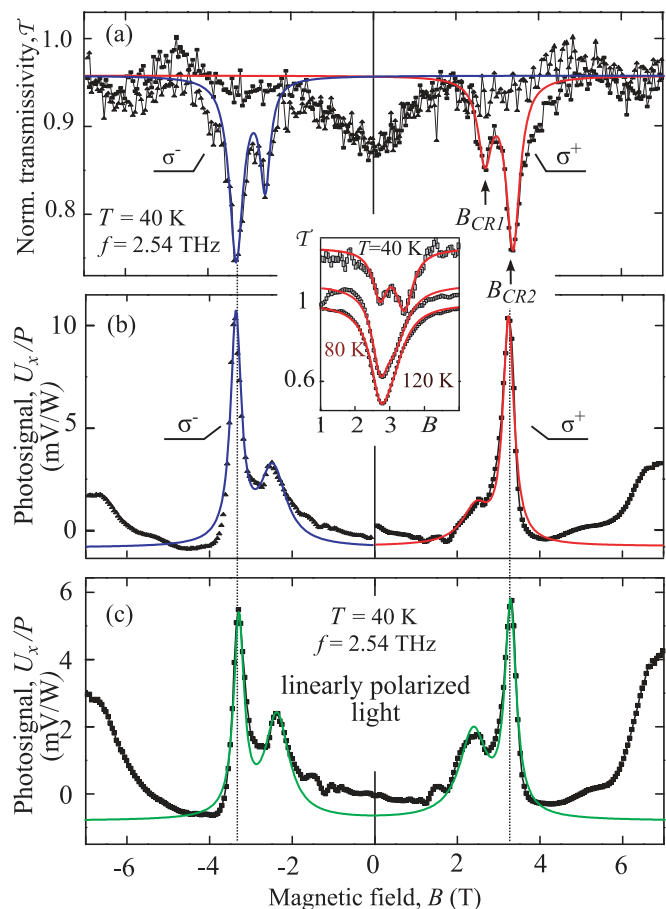 (a)
Norm. transmissivity, 𝒯
1.0
0.9
0.8
σ⁻
σ⁺
T = 40 K
f = 2.54 THz
B_CR1
B_CR2
𝒯
T=40 K
1
80 K
120 K
0.6
1 2 3 B
(b)
Photosignal, U_x/P
(mV/W)
10
5
0
σ⁻
σ⁺
(c)
Photosignal, U_x/P
(mV/W)
6
4
2
0
T = 40 K
f = 2.54 THz
linearly polarized
light
-6 -4 -2 0 2 4 6
Magnetic field, B (T)